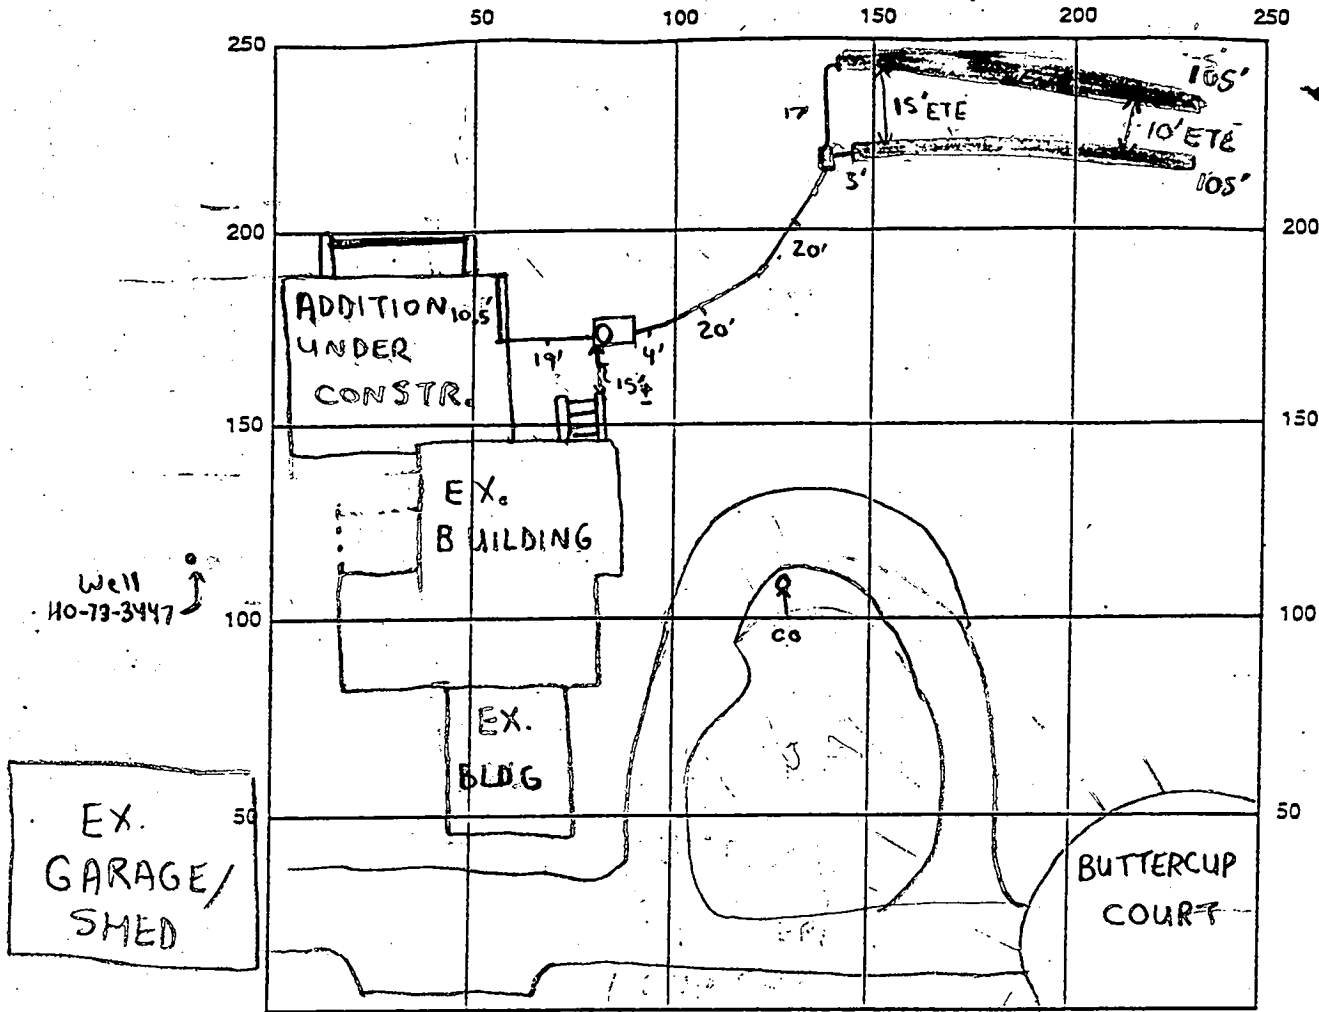 50 100 150 200 250
250
105'
15' ETE
17
10' ETE
3'
105'
200
200
20'
ADDITION 10.5'
UNDER
CONSTR.
20'
4'
19'
15'±
150
150
EX.
BUILDING
Well
HO-73-3447
100
100
CO
EX.
BLDG
50
50
EX.
GARAGE/
SHED
BUTTERCUP
COURT